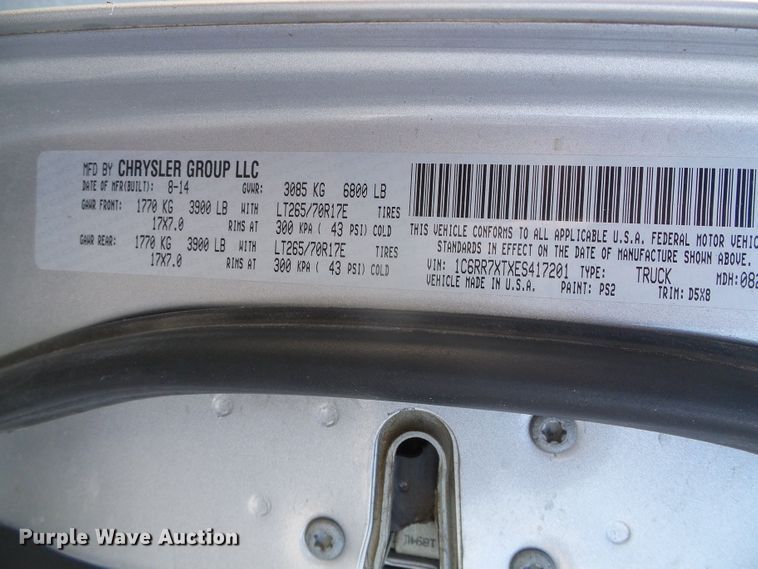 MFD BY CHRYSLER GROUP LLC
DATE OF MFR(BUILT): 8-14 GVWR: 3085 KG 6800 LB
GAWR FRONT: 1770 KG 3900 LB WITH LT265/70R17E TIRES
17X7.0 RIMS AT 300 KPA ( 43 PSI) COLD
GAWR REAR: 1770 KG 3900 LB WITH LT265/70R17E TIRES
17X7.0 RIMS AT 300 KPA ( 43 PSI) COLD
THIS VEHICLE CONFORMS TO ALL APPLICABLE U.S.A. FEDERAL MOTOR VEHIC
STANDARDS IN EFFECT ON THE DATE OF MANUFACTURE SHOWN ABOVE.
VIN: 1C6RR7XTXES417201 TYPE: TRUCK MDH:082
VEHICLE MADE IN U.S.A. PAINT: PS2 TRIM: D5X8
Purple Wave Auction